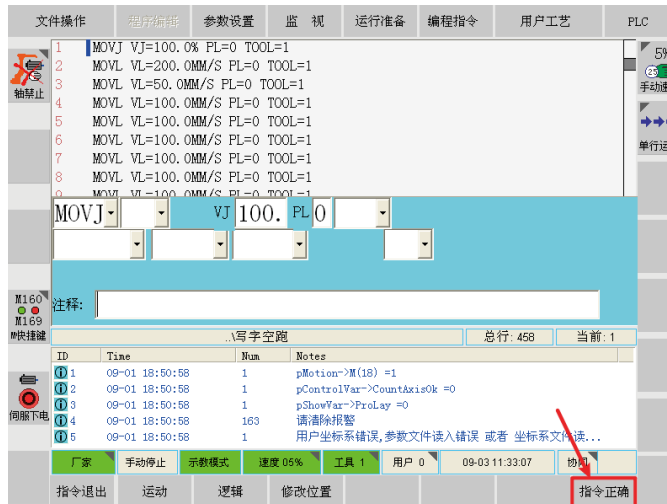 文件操作 程序编辑 参数设置 监 视 运行准备 编程指令 用户工艺 PLC
1 MOVJ VJ=100.0% PL=0 TOOL=1
2 MOVL VL=200.0MM/S PL=0 TOOL=1
3 MOVL VL=50.0MM/S PL=0 TOOL=1
4 MOVL VL=100.0MM/S PL=0 TOOL=1
5 MOVL VL=100.0MM/S PL=0 TOOL=1
6 MOVL VL=100.0MM/S PL=0 TOOL=1
7 MOVL VL=100.0MM/S PL=0 TOOL=1
8 MOVL VL=100.0MM/S PL=0 TOOL=1
9 MOVL VL=100.0MM/S PL=0 TOOL=1
轴禁止
5%
25
手动速
单行运
MOVJ VJ 100. PL 0
注释:
M160
M169
M快捷键
..\写字空跑 总行: 458 当前: 1
ID Time Num Notes
1 09-01 18:50:58 1 pMotion->M(18) =1
2 09-01 18:50:58 1 pControlVar->CountAxisOk =0
3 09-01 18:50:58 1 pShowVar->ProLay =0
4 09-01 18:50:58 163 请清除报警
5 09-01 18:50:58 1 用户坐标系错误,参数文件读入错误 或者 坐标系文件读...
伺服下电
厂家 手动停止 示教模式 速度 05% 工具 1 用户 0 09-03 11:33:07 协同
指令退出 运动 逻辑 修改位置 指令正确